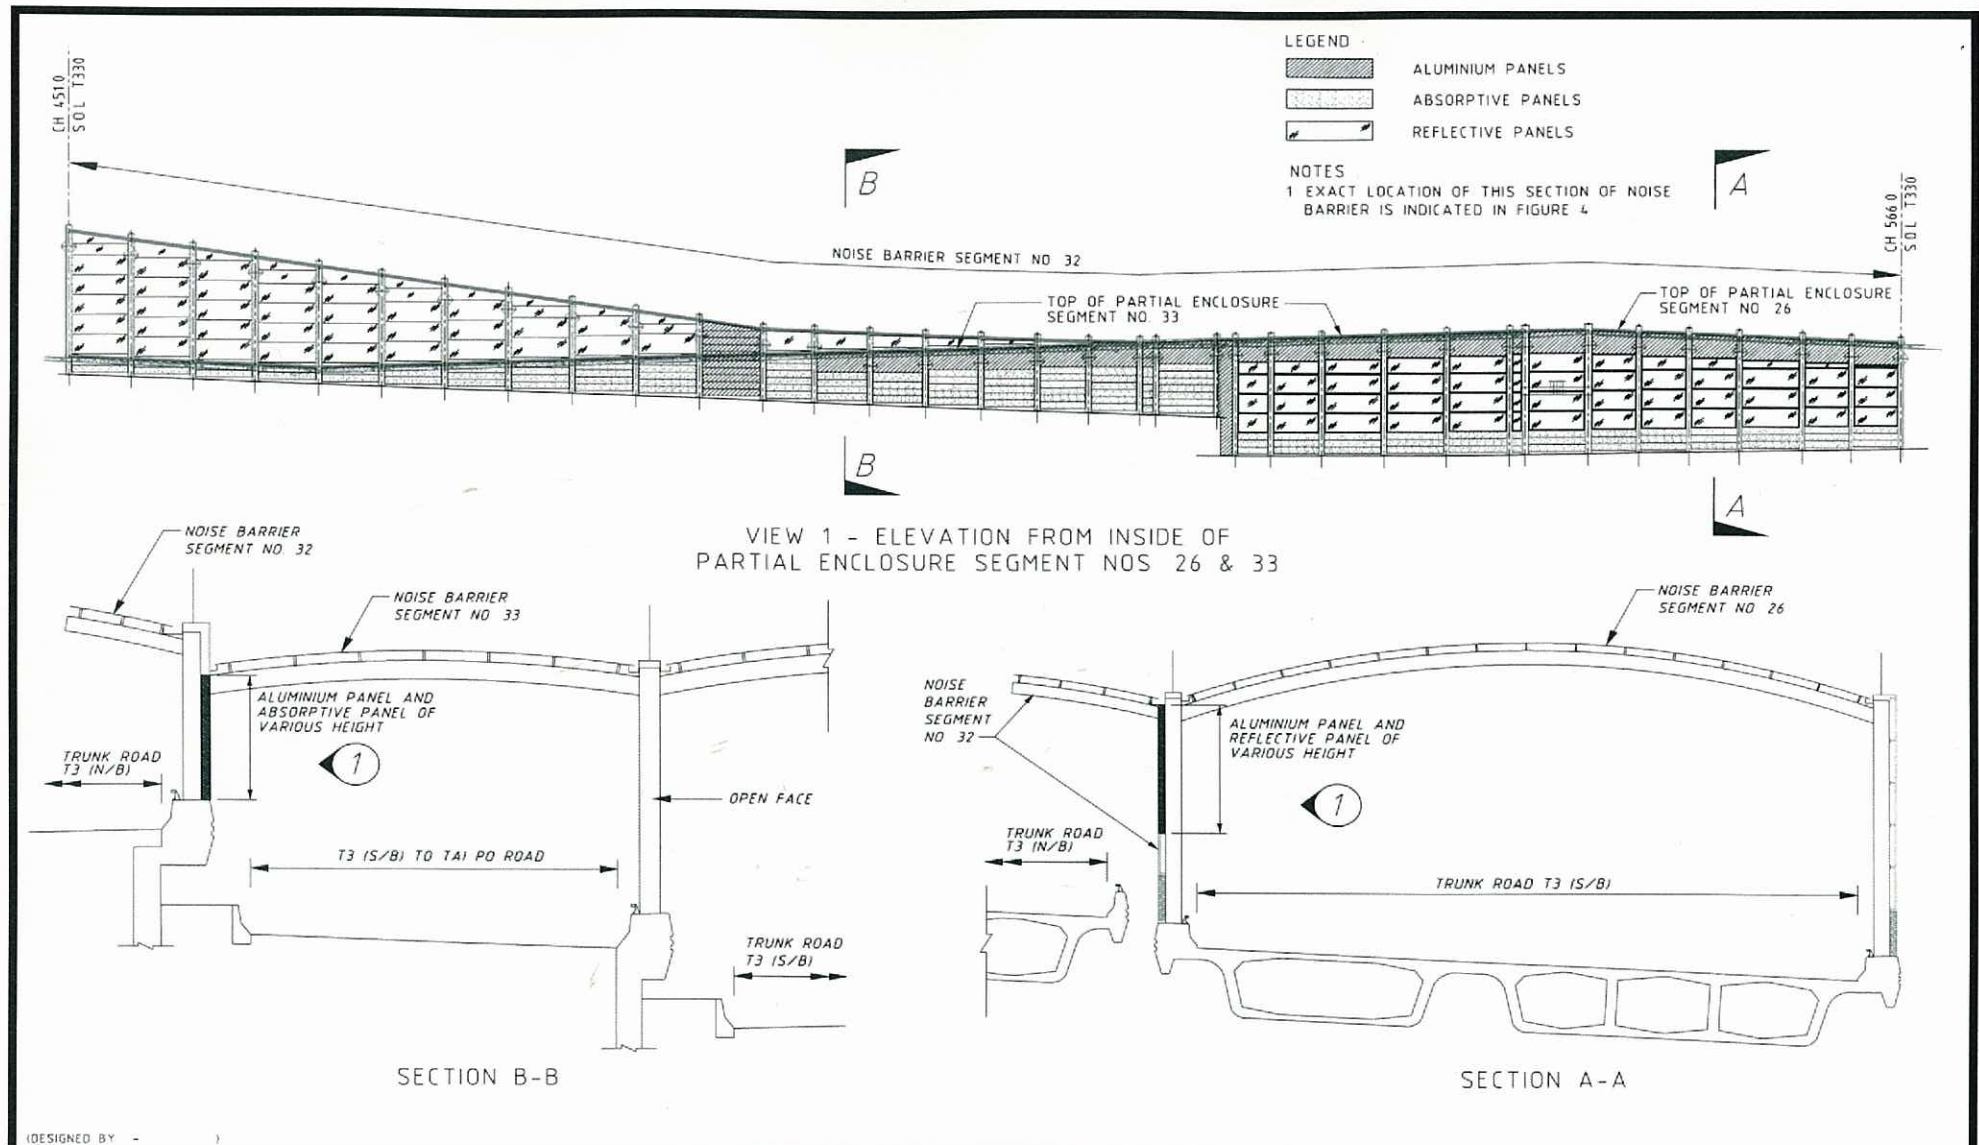 LEGEND
ALUMINIUM PANELS
ABSORPTIVE PANELS
REFLECTIVE PANELS
NOTES
1 EXACT LOCATION OF THIS SECTION OF NOISE
BARRIER IS INDICATED IN FIGURE 4
CH 4510
SOL T330
B
A
CH 5660
SOL T330
NOISE BARRIER SEGMENT NO 32
TOP OF PARTIAL ENCLOSURE
SEGMENT NO. 33
TOP OF PARTIAL ENCLOSURE
SEGMENT NO 26
B
A
VIEW 1 - ELEVATION FROM INSIDE OF
PARTIAL ENCLOSURE SEGMENT NOS 26 & 33
NOISE BARRIER
SEGMENT NO. 32
NOISE BARRIER
SEGMENT NO 33
ALUMINIUM PANEL AND
ABSORPTIVE PANEL OF
VARIOUS HEIGHT
TRUNK ROAD
T3 (N/B)
1
OPEN FACE
T3 (S/B) TO TAI PO ROAD
TRUNK ROAD
T3 (S/B)
SECTION B-B
NOISE BARRIER
SEGMENT NO 26
NOISE
BARRIER
SEGMENT
NO 32
ALUMINIUM PANEL AND
REFLECTIVE PANEL OF
VARIOUS HEIGHT
1
TRUNK ROAD
T3 (N/B)
TRUNK ROAD T3 (S/B)
SECTION A-A
(DESIGNED BY - )